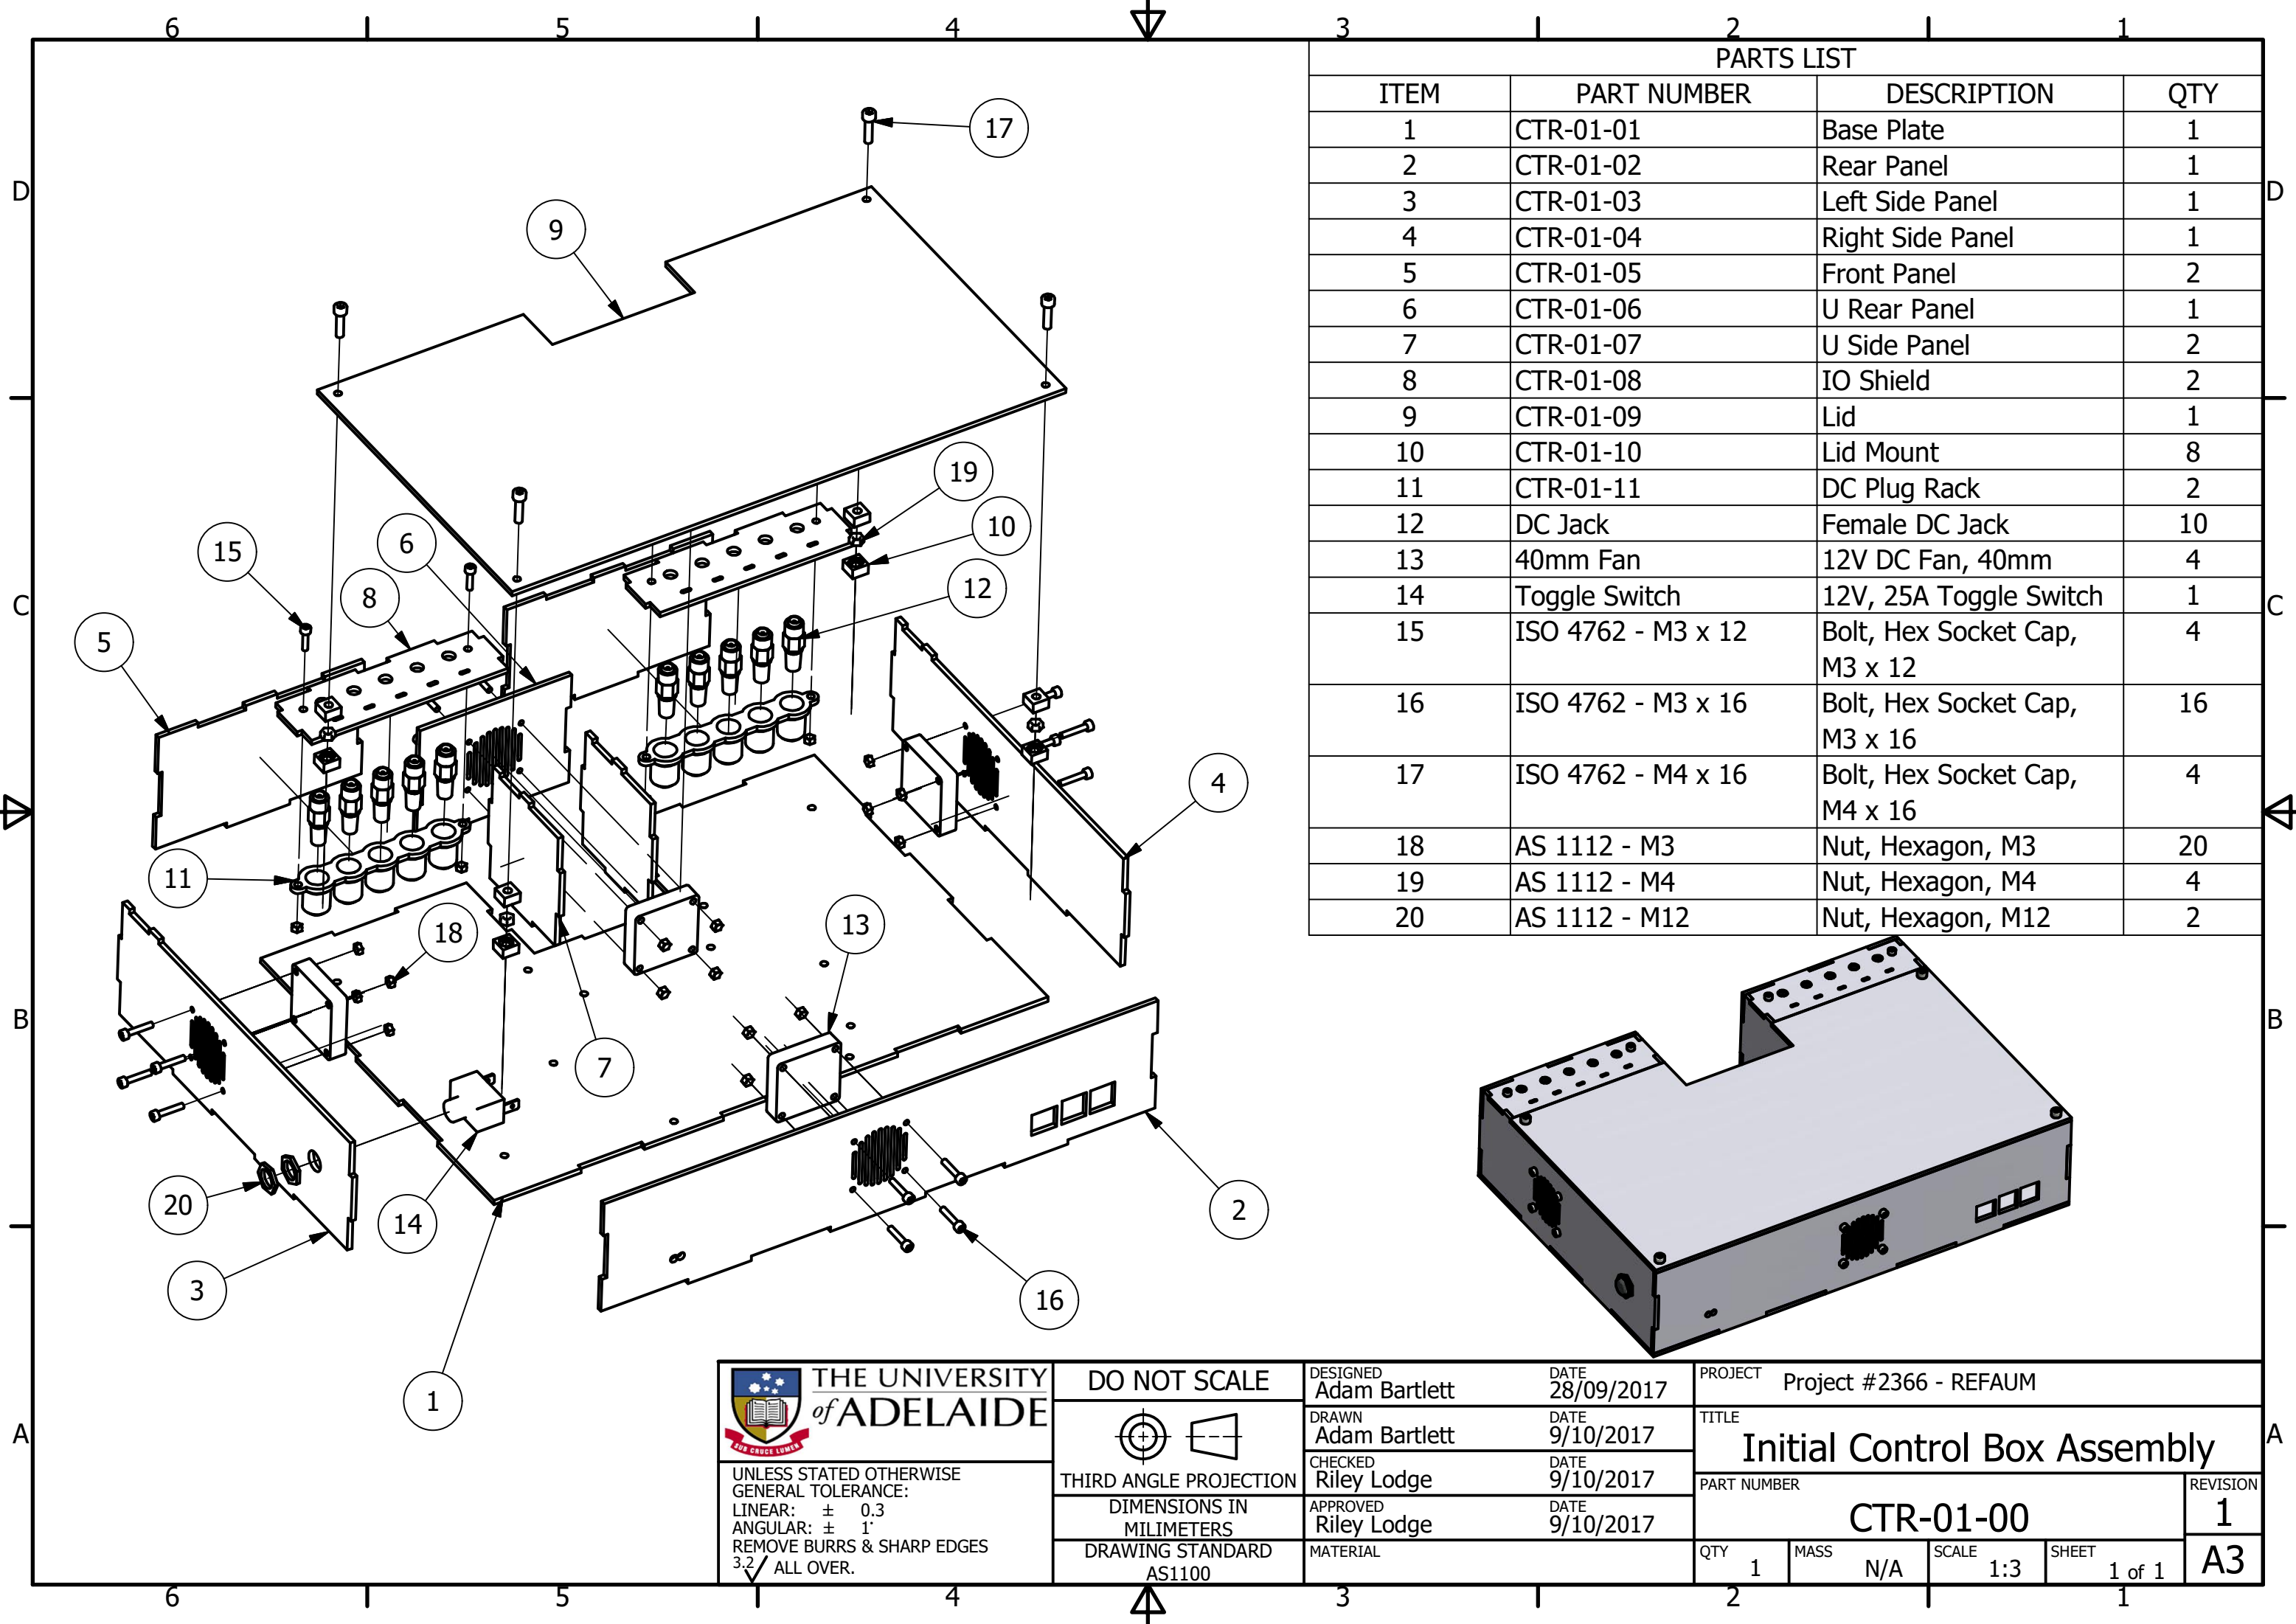 6 5 4 3 2 1
PARTS LIST
ITEM PART NUMBER DESCRIPTION QTY
1 CTR-01-01 Base Plate 1
2 CTR-01-02 Rear Panel 1
3 CTR-01-03 Left Side Panel 1
4 CTR-01-04 Right Side Panel 1
5 CTR-01-05 Front Panel 2
6 CTR-01-06 U Rear Panel 1
7 CTR-01-07 U Side Panel 2
8 CTR-01-08 IO Shield 2
9 CTR-01-09 Lid 1
10 CTR-01-10 Lid Mount 8
11 CTR-01-11 DC Plug Rack 2
12 DC Jack Female DC Jack 10
13 40mm Fan 12V DC Fan, 40mm 4
14 Toggle Switch 12V, 25A Toggle Switch 1
15 ISO 4762 - M3 x 12 Bolt, Hex Socket Cap, 4
M3 x 12
16 ISO 4762 - M3 x 16 Bolt, Hex Socket Cap, 16
M3 x 16
17 ISO 4762 - M4 x 16 Bolt, Hex Socket Cap, 4
M4 x 16
18 AS 1112 - M3 Nut, Hexagon, M3 20
19 AS 1112 - M4 Nut, Hexagon, M4 4
20 AS 1112 - M12 Nut, Hexagon, M12 2
17
D D
9
19
10
15
6
12
8
C C
5
4
11
13
18
B B
7
20
14
2
3
16
1
A A
THE UNIVERSITY
of ADELAIDE
SUB CRUCE LUMEN
UNLESS STATED OTHERWISE
GENERAL TOLERANCE:
LINEAR: ± 0.3
ANGULAR: ± 1°
REMOVE BURRS & SHARP EDGES
3.2 ALL OVER.
DO NOT SCALE
THIRD ANGLE PROJECTION
DIMENSIONS IN
MILIMETERS
DRAWING STANDARD
AS1100
DESIGNED DATE
Adam Bartlett 28/09/2017
DRAWN DATE
Adam Bartlett 9/10/2017
CHECKED DATE
Riley Lodge 9/10/2017
APPROVED DATE
Riley Lodge 9/10/2017
MATERIAL
PROJECT Project #2366 - REFAUM
TITLE
Initial Control Box Assembly
PART NUMBER
CTR-01-00
REVISION
1
QTY 1 MASS N/A SCALE 1:3 SHEET 1 of 1
A3
6 5 4 3 2 1